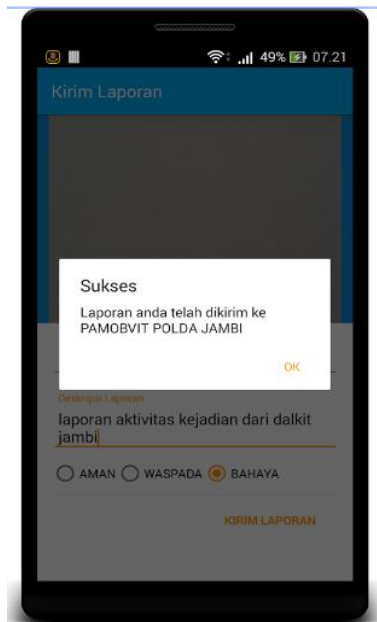 49% 07.21
Kirim Laporan
Sukses
Laporan anda telah dikirim ke
PAMOBVIT POLDA JAMBI
OK
Deskripsi Laporan
laporan aktivitas kejadian dari dalkit
jambi
AMAN WASPADA BAHAYA
KIRIM LAPORAN